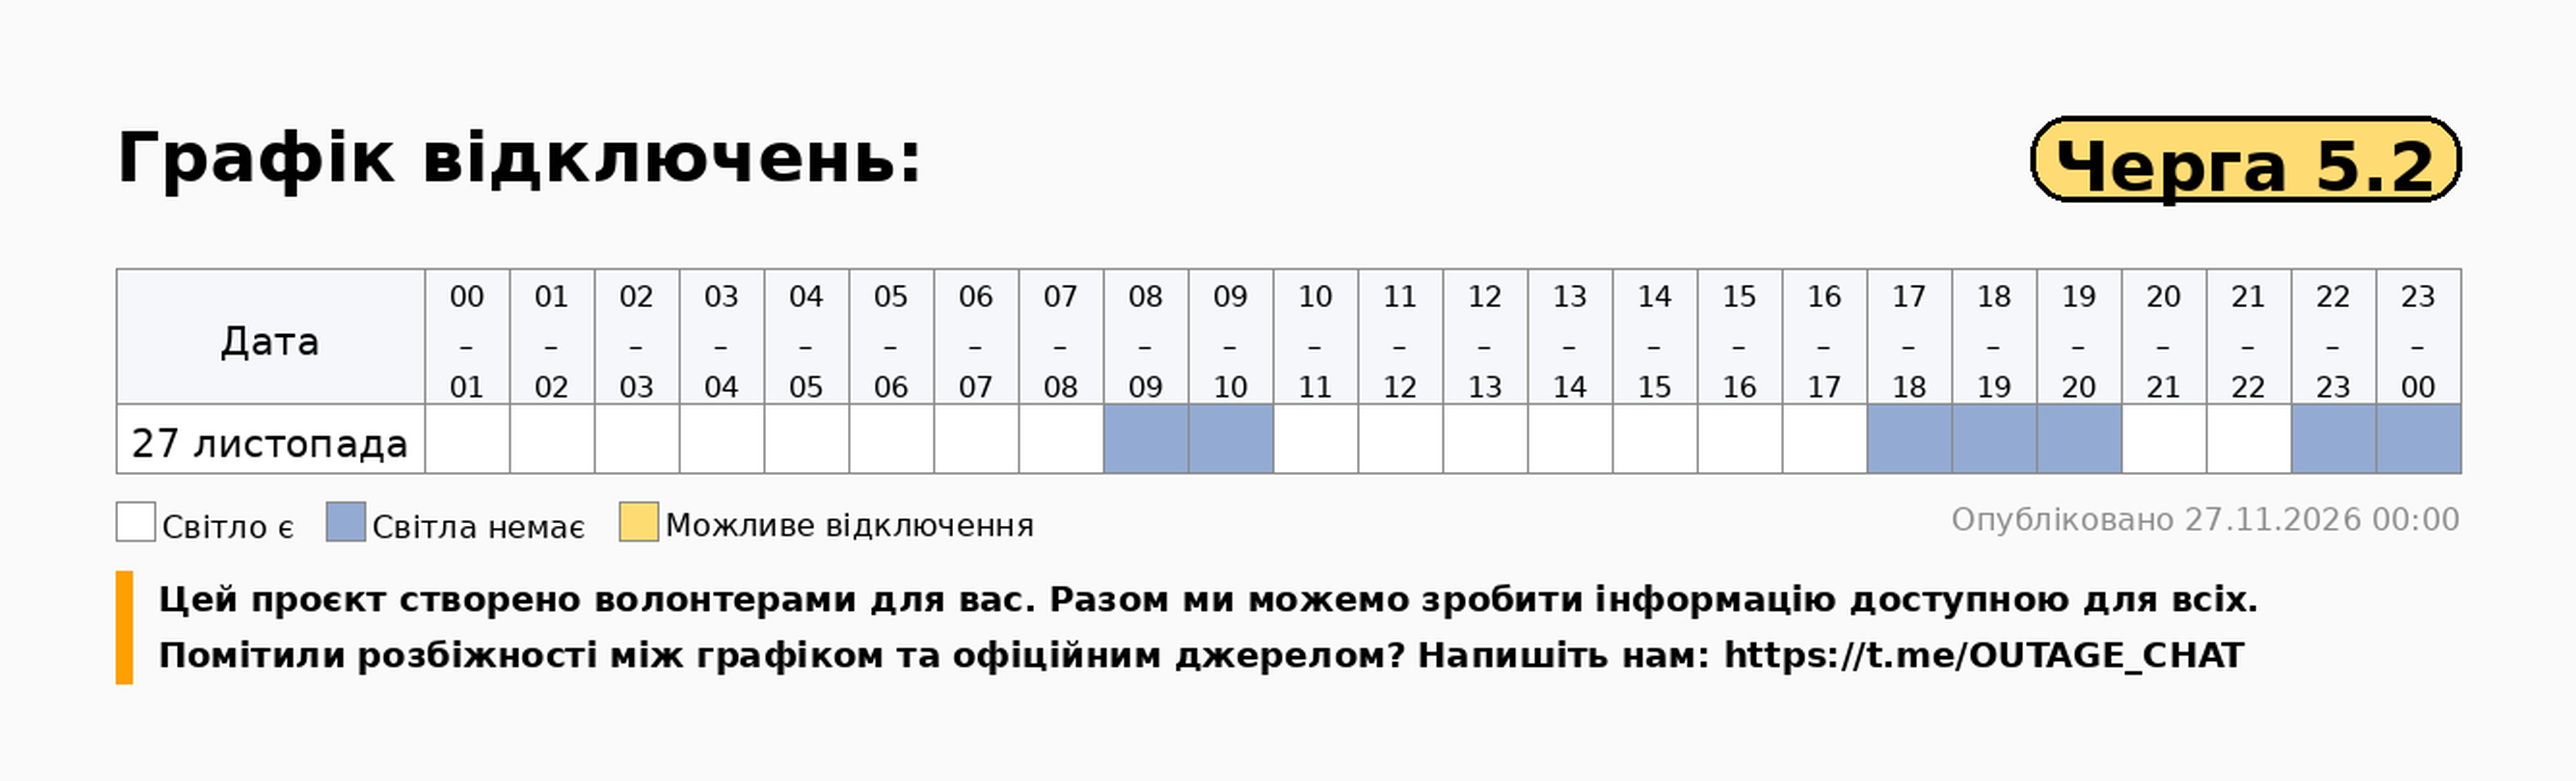 Графік відключень:
Черга 5.2
Дата
00 – 01
01 – 02
02 – 03
03 – 04
04 – 05
05 – 06
06 – 07
07 – 08
08 – 09
09 – 10
10 – 11
11 – 12
12 – 13
13 – 14
14 – 15
15 – 16
16 – 17
17 – 18
18 – 19
19 – 20
20 – 21
21 – 22
22 – 23
23 – 00
27 листопада
Світло є
Світла немає
Можливе відключення
Опубліковано 27.11.2026 00:00
Цей проєкт створено волонтерами для вас. Разом ми можемо зробити інформацію доступною для всіх.
Помітили розбіжності між графіком та офіційним джерелом? Напишіть нам: https://t.me/OUTAGE_CHAT